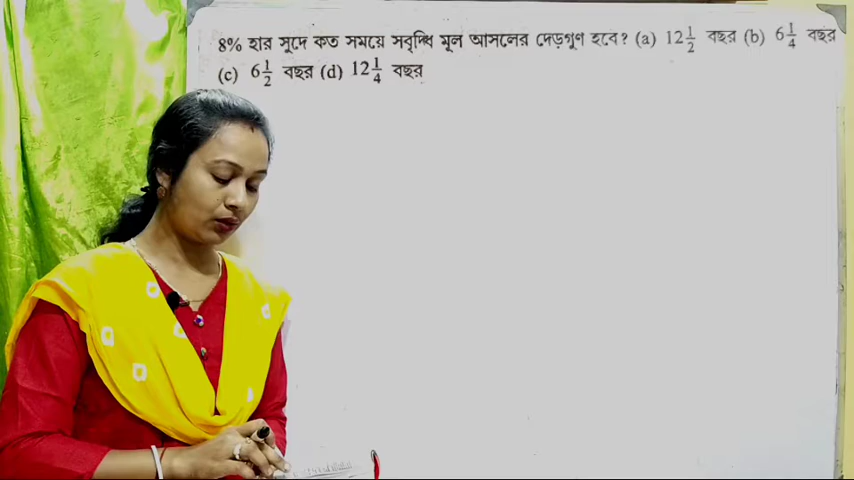 8% হার সুদে কত সময়ে সবৃদ্ধি মূল আসলের দেড়গুণ হবে? (a) 12½ বছর (b) 6¼ বছর
(c) 6½ বছর (d) 12¼ বছর